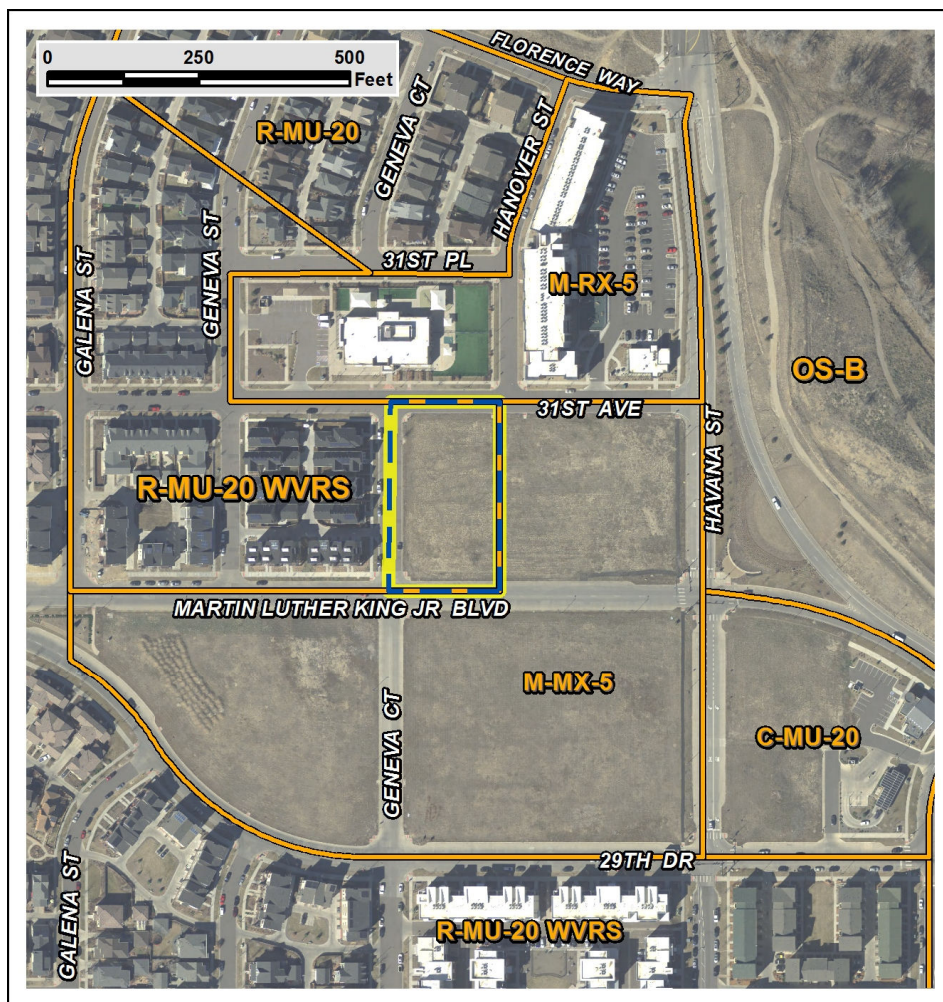 0 250 500
Feet
FLORENCE WAY
R-MU-20
GENEVA CT
HANOVER ST
31ST PL
M-RX-5
GALENA ST
GENEVA ST
OS-B
31ST AVE
R-MU-20 WVRS
HAVANA ST
MARTIN LUTHER KING JR BLVD
M-MX-5
GENEVA CT
C-MU-20
29TH DR
GALENA ST
R-MU-20 WVRS